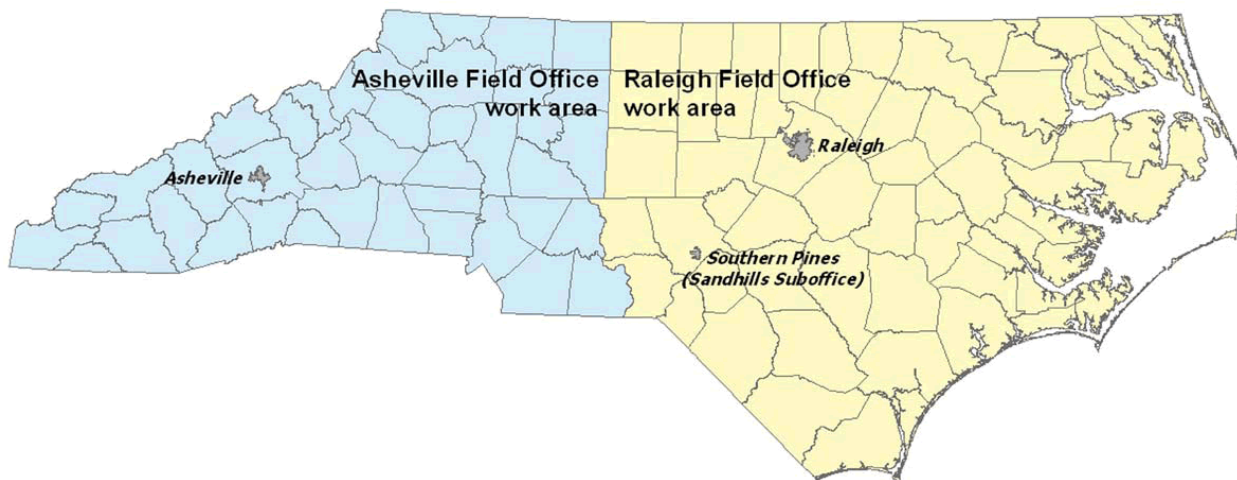 Asheville Field Office
work area
Raleigh Field Office
work area
Raleigh
Asheville
Southern Pines
(Sandhills Suboffice)